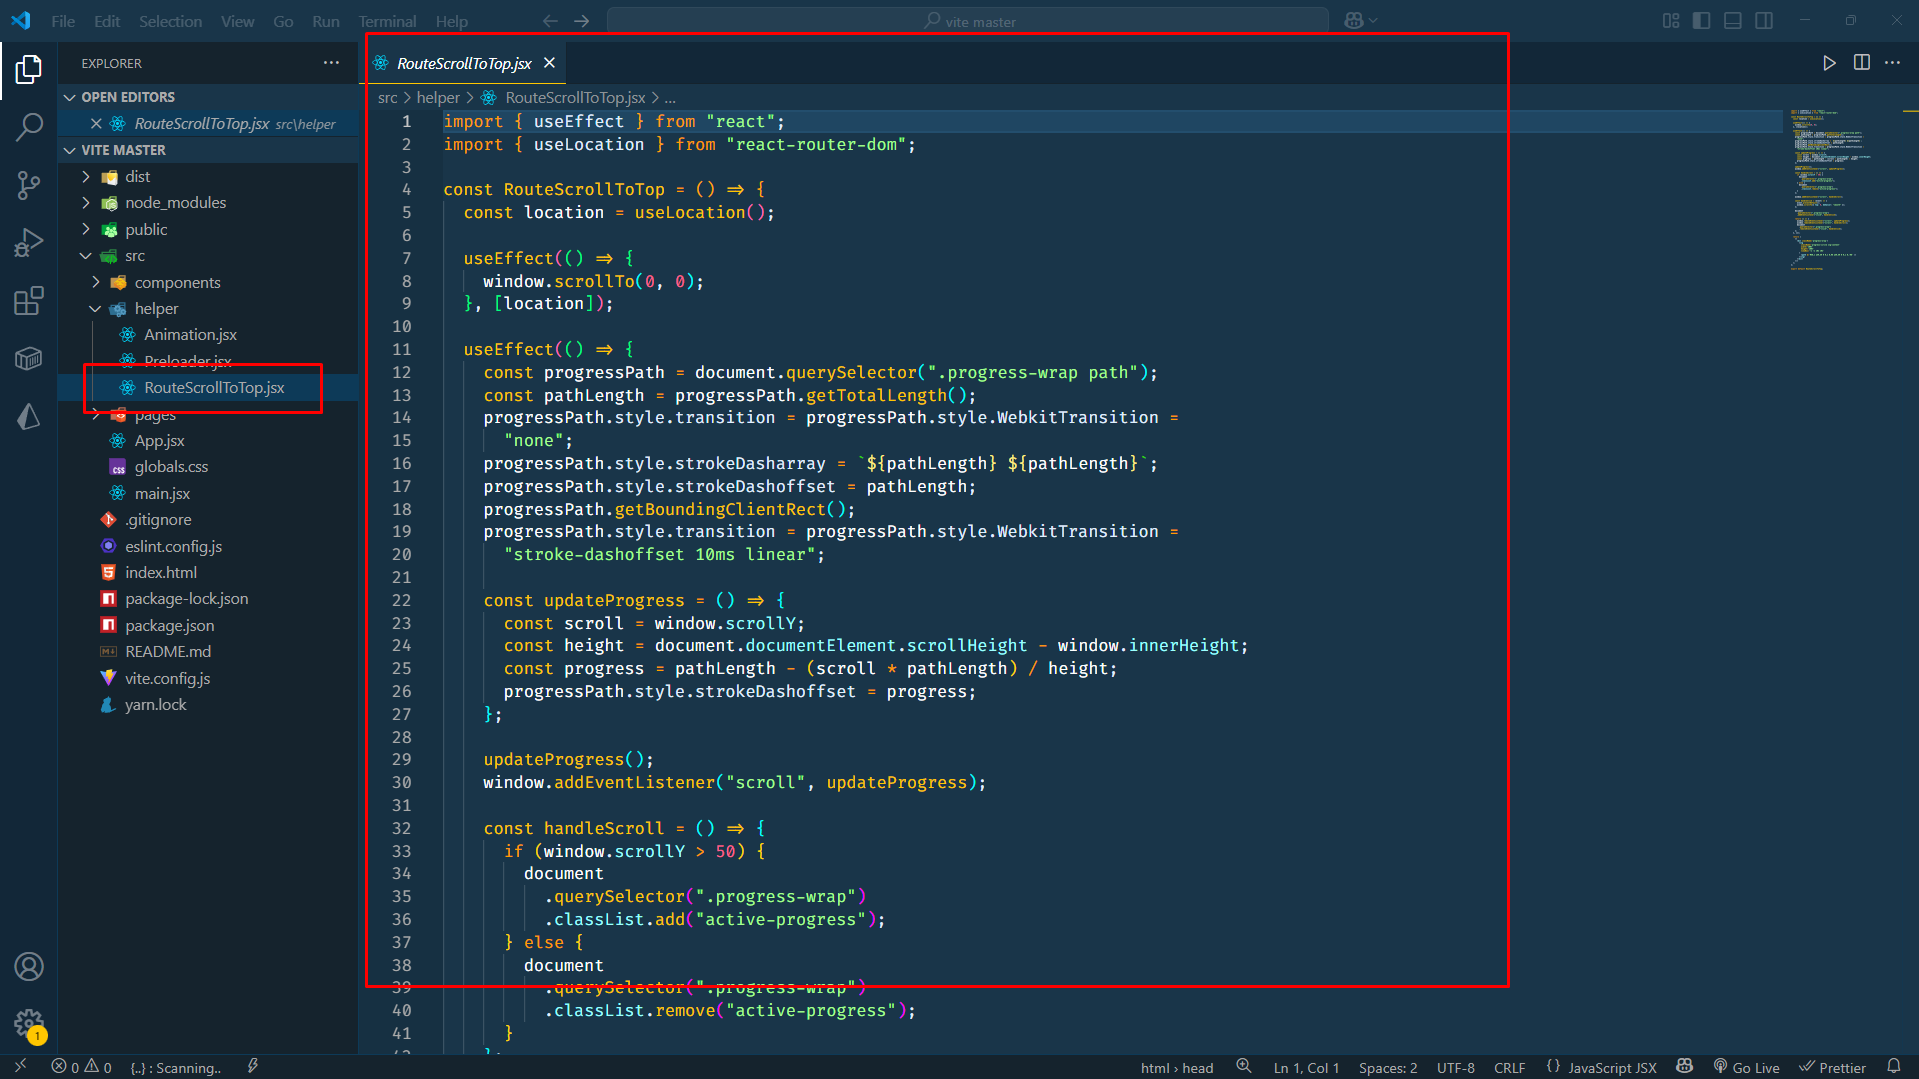 File Edit Selection View Go Run Terminal Help
vite master
EXPLORER
OPEN EDITORS
RouteScrollToTop.jsx src\helper
VITE MASTER
dist
node_modules
public
src
components
helper
Animation.jsx
Preloader.jsx
RouteScrollToTop.jsx
pages
App.jsx
globals.css
main.jsx
.gitignore
eslint.config.js
index.html
package-lock.json
package.json
README.md
vite.config.js
yarn.lock
1
RouteScrollToTop.jsx
src > helper > RouteScrollToTop.jsx > ...
1 import { useEffect } from "react";
2 import { useLocation } from "react-router-dom";
3
4 const RouteScrollToTop = () => {
5 const location = useLocation();
6
7 useEffect(() => {
8 window.scrollTo(0, 0);
9 }, [location]);
10
11 useEffect(() => {
12 const progressPath = document.querySelector(".progress-wrap path");
13 const pathLength = progressPath.getTotalLength();
14 progressPath.style.transition = progressPath.style.WebkitTransition =
15 "none";
16 progressPath.style.strokeDasharray = `${pathLength} ${pathLength}`;
17 progressPath.style.strokeDashoffset = pathLength;
18 progressPath.getBoundingClientRect();
19 progressPath.style.transition = progressPath.style.WebkitTransition =
20 "stroke-dashoffset 10ms linear";
21
22 const updateProgress = () => {
23 const scroll = window.scrollY;
24 const height = document.documentElement.scrollHeight - window.innerHeight;
25 const progress = pathLength - (scroll * pathLength) / height;
26 progressPath.style.strokeDashoffset = progress;
27 };
28
29 updateProgress();
30 window.addEventListener("scroll", updateProgress);
31
32 const handleScroll = () => {
33 if (window.scrollY > 50) {
34 document
35 .querySelector(".progress-wrap")
36 .classList.add("active-progress");
37 } else {
38 document
39 .querySelector(".progress-wrap")
40 .classList.remove("active-progress");
41 }
0 0 {..} : Scanning.. html › head Ln 1, Col 1 Spaces: 2 UTF-8 CRLF {} JavaScript JSX Go Live Prettier